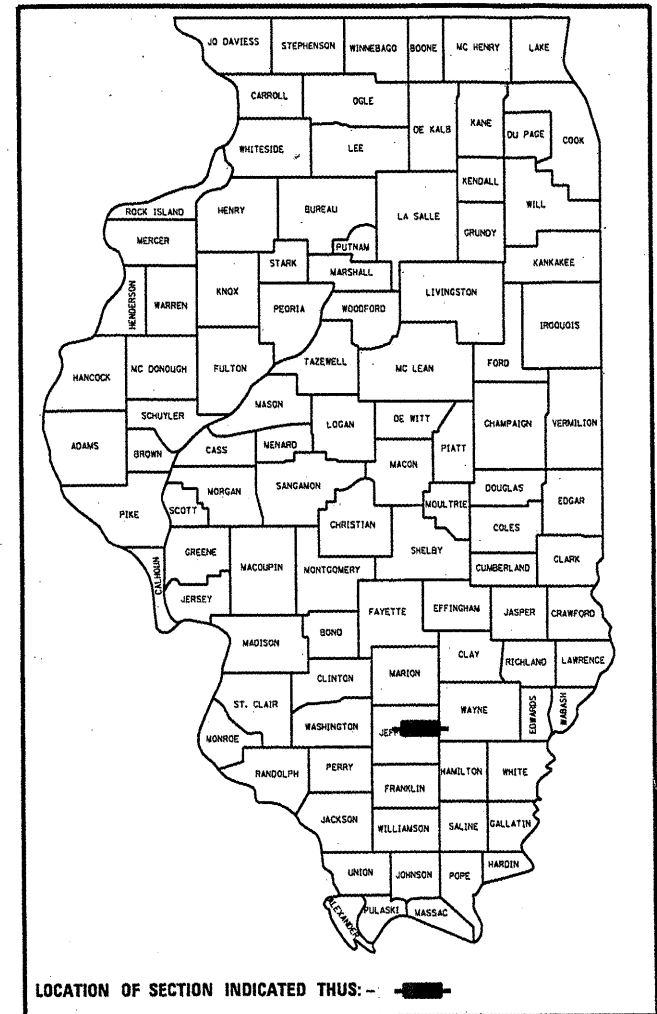 JO DAVIESS STEPHENSON WINNEBAGO BOONE MC HENRY LAKE
CARROLL OGLE DE KALB KANE DU PAGE COOK
WHITESIDE LEE
KENDALL
ROCK ISLAND HENRY BUREAU LA SALLE WILL
MERCER PUTNAM GRUNDY
STARK MARSHALL KANKAKEE
HENDERSON WARREN KNOX PEORIA WOODFORD LIVINGSTON IROQUOIS
HANCOCK MC DONOUGH FULTON TAZEWELL MC LEAN FORD
MASON
SCHUYLER LOGAN DE WITT CHAMPAIGN VERMILION
ADAMS BROWN CASS MENARD PIATT
MACON
PIKE SCOTT MORGAN SANGAMON MOULTRIE DOUGLAS EDGAR
CHRISTIAN COLES
CALHOUN GREENE MACOUPIN MONTGOMERY SHELBY CUMBERLAND CLARK
JERSEY FAYETTE EFFINGHAM JASPER CRAWFORD
MADISON BOND
CLAY RICHLAND LAWRENCE
CLINTON MARION
ST. CLAIR WAYNE EDWARDS WABASH
MONROE WASHINGTON JEF
RANDOLPH PERRY HAMILTON WHITE
FRANKLIN
JACKSON WILLIAMSON SALINE GALLATIN
UNION JOHNSON POPE HARDIN
ALEXANDER PULASKI MASSAC
LOCATION OF SECTION INDICATED THUS: -